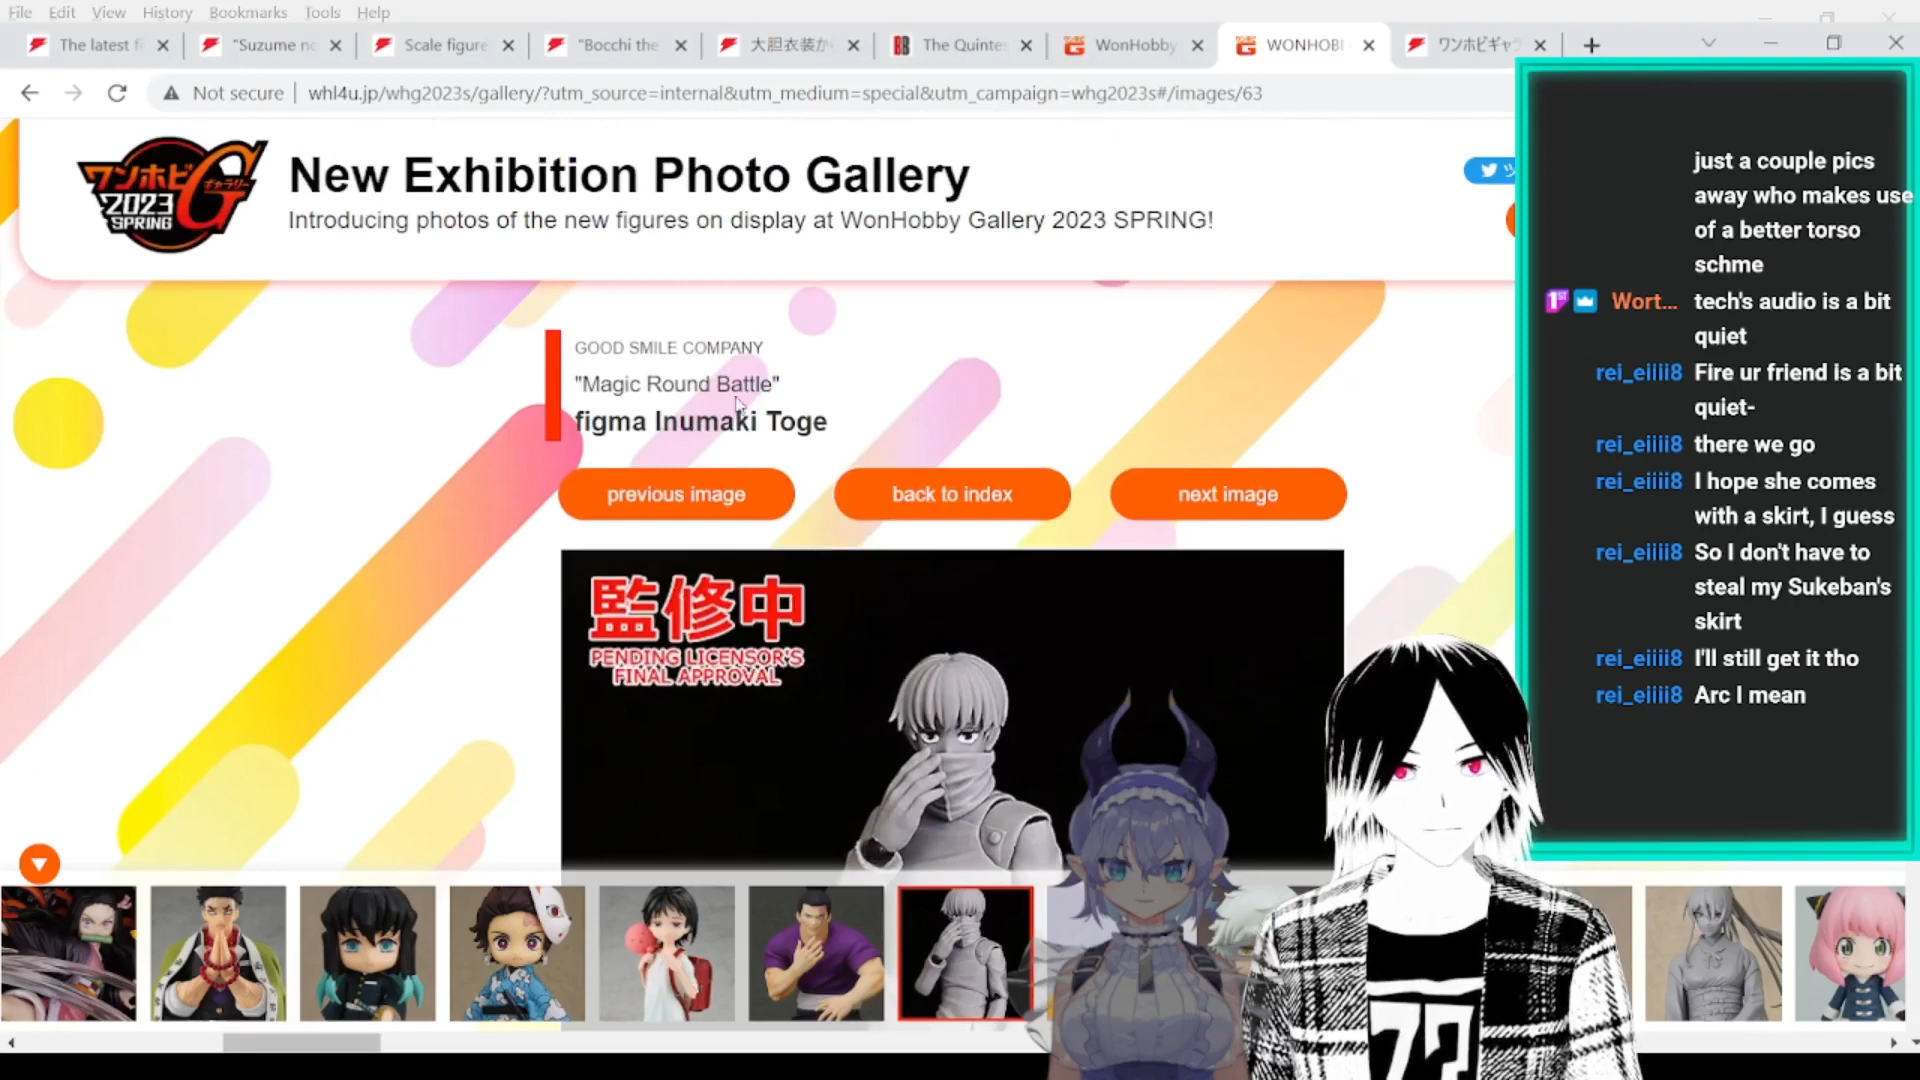 File Edit View History Bookmarks Tools Help
The latest fi
"Suzume no
Scale figure
"Bocchi the
大胆衣装か
The Quintes
WonHobby
WONHOBI
ワンホビギャラ
Not secure whl4u.jp/whg2023s/gallery/?utm_source=internal&utm_medium=special&utm_campaign=whg2023s#/images/63
ワンホビ
ギャラリー
G
2023
SPRING
New Exhibition Photo Gallery
Introducing photos of the new figures on display at WonHobby Gallery 2023 SPRING!
GOOD SMILE COMPANY
"Magic Round Battle"
figma Inumaki Toge
previous image
back to index
next image
監修中
PENDING LICENSOR'S
FINAL APPROVAL
just a couple pics
away who makes use
of a better torso
schme
Wort... tech's audio is a bit
quiet
rei_eiiii8 Fire ur friend is a bit
quiet-
rei_eiiii8 there we go
rei_eiiii8 I hope she comes
with a skirt, I guess
rei_eiiii8 So I don't have to
steal my Sukeban's
skirt
rei_eiiii8 I'll still get it tho
rei_eiiii8 Arc I mean